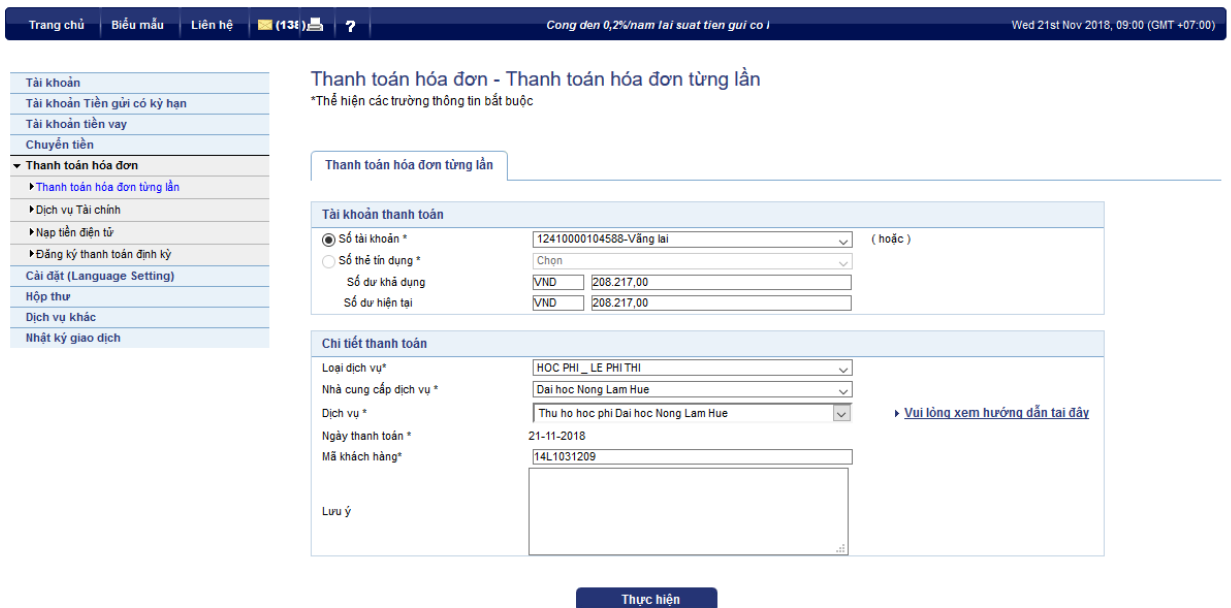 Trang chủ Biểu mẫu Liên hệ (138) ? Cong den 0,2%/nam lai suat tien gui co l Wed 21st Nov 2018, 09:00 (GMT +07:00)
Tài khoản
Tài khoản Tiền gửi có kỳ hạn
Tài khoản tiền vay
Chuyển tiền
Thanh toán hóa đơn
Thanh toán hóa đơn từng lần
Dịch vụ Tài chính
Nạp tiền điện tử
Đăng ký thanh toán định kỳ
Cài đặt (Language Setting)
Hộp thư
Dịch vụ khác
Nhật ký giao dịch
Thanh toán hóa đơn - Thanh toán hóa đơn từng lần
*Thể hiện các trường thông tin bắt buộc
Thanh toán hóa đơn từng lần
Tài khoản thanh toán
Số tài khoản * 12410000104588-Vãng lai ( hoặc )
Số thẻ tín dụng * Chọn
Số dư khả dụng VND 208.217,00
Số dư hiện tại VND 208.217,00
Chi tiết thanh toán
Loại dịch vụ* HOC PHI _ LE PHI THI
Nhà cung cấp dịch vụ * Dai hoc Nong Lam Hue
Dịch vụ * Thu ho hoc phi Dai hoc Nong Lam Hue Vui lòng xem hướng dẫn tại đây
Ngày thanh toán * 21-11-2018
Mã khách hàng* 14L1031209
Lưu ý
Thực hiện